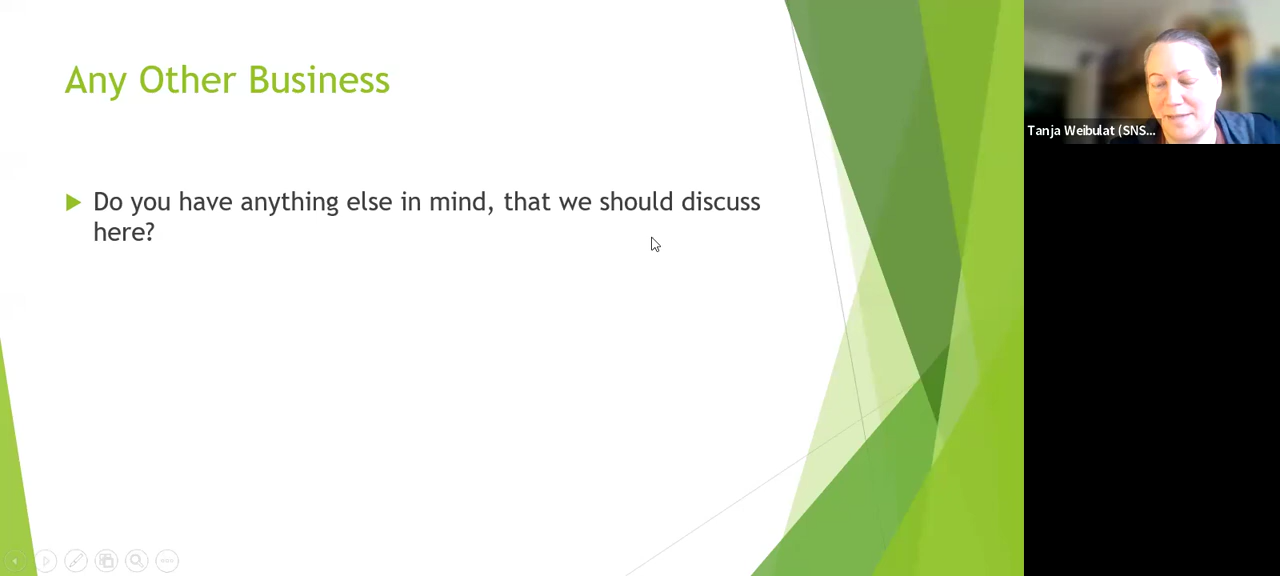 Any Other Business
Do you have anything else in mind, that we should discuss
here?
Tanja Weibulat (SNS...